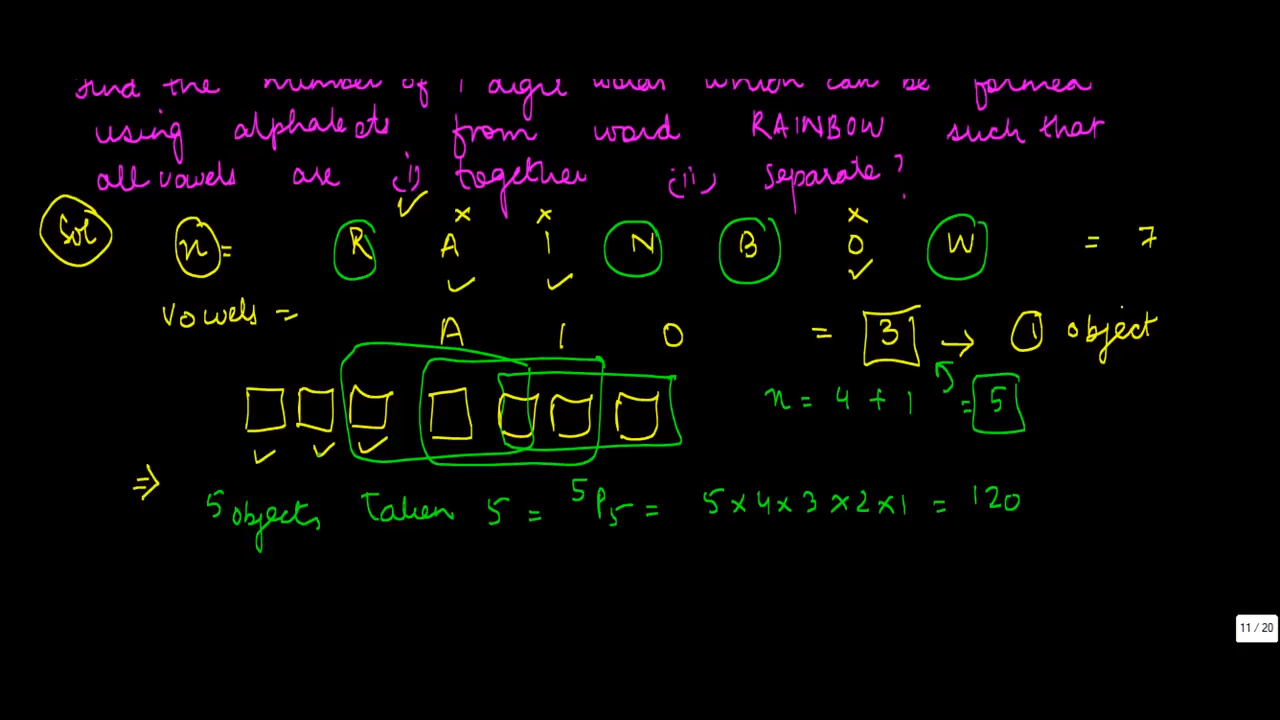 find the number of 7 digit words which can be formed
using alphabets from word RAINBOW such that
all vowels are (i) together (ii) separate?
Sol n = R A I N B O W = 7
vowels = A I O = 3 → 1 object
n = 4 + 1 = 5
⇒ 5 objects Taken 5 = ⁵P₅ = 5 × 4 × 3 × 2 × 1 = 120
11 / 20